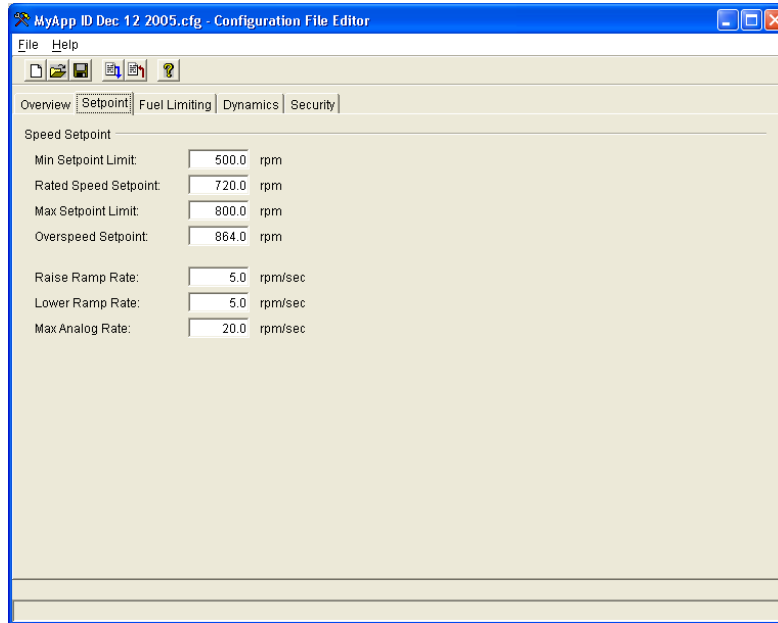 MyApp ID Dec 12 2005.cfg - Configuration File Editor
File Help
Overview Setpoint Fuel Limiting Dynamics Security
Speed Setpoint
Min Setpoint Limit: 500.0 rpm
Rated Speed Setpoint: 720.0 rpm
Max Setpoint Limit: 800.0 rpm
Overspeed Setpoint: 864.0 rpm
Raise Ramp Rate: 5.0 rpm/sec
Lower Ramp Rate: 5.0 rpm/sec
Max Analog Rate: 20.0 rpm/sec